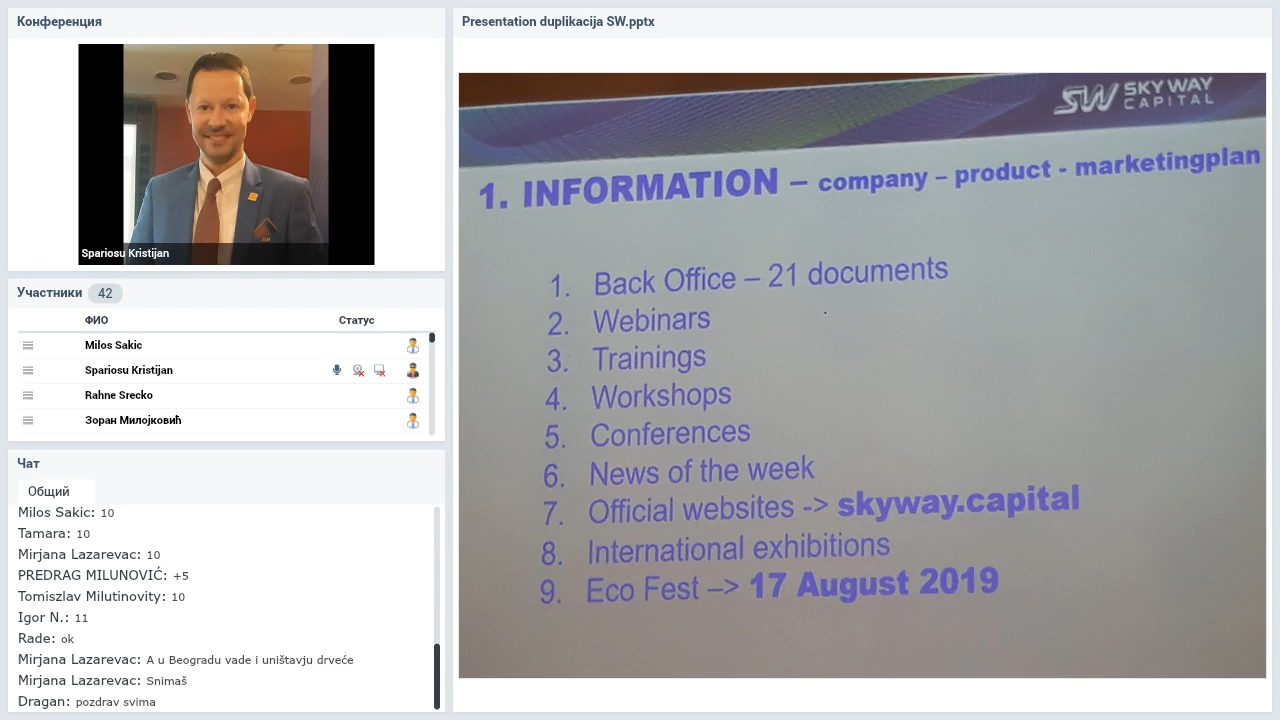 Конференция
Spariosu Kristijan
Участники 42
ФИО Статус
Milos Sakic
Spariosu Kristijan
Rahne Srecko
Зоран Милојковић
Чат
Общий
Milos Sakic: 10
Tamara: 10
Mirjana Lazarevac: 10
PREDRAG MILUNOVIĆ: +5
Tomiszlav Milutinovity: 10
Igor N.: 11
Rade: ok
Mirjana Lazarevac: A u Beogradu vade i uništavju drveće
Mirjana Lazarevac: Snimaš
Dragan: pozdrav svima
Presentation duplikacija SW.pptx
SW SKY WAY
CAPITAL
1. INFORMATION – company – product - marketingplan
1. Back Office – 21 documents
2. Webinars
3. Trainings
4. Workshops
5. Conferences
6. News of the week
7. Official websites -> skyway.capital
8. International exhibitions
9. Eco Fest –> 17 August 2019